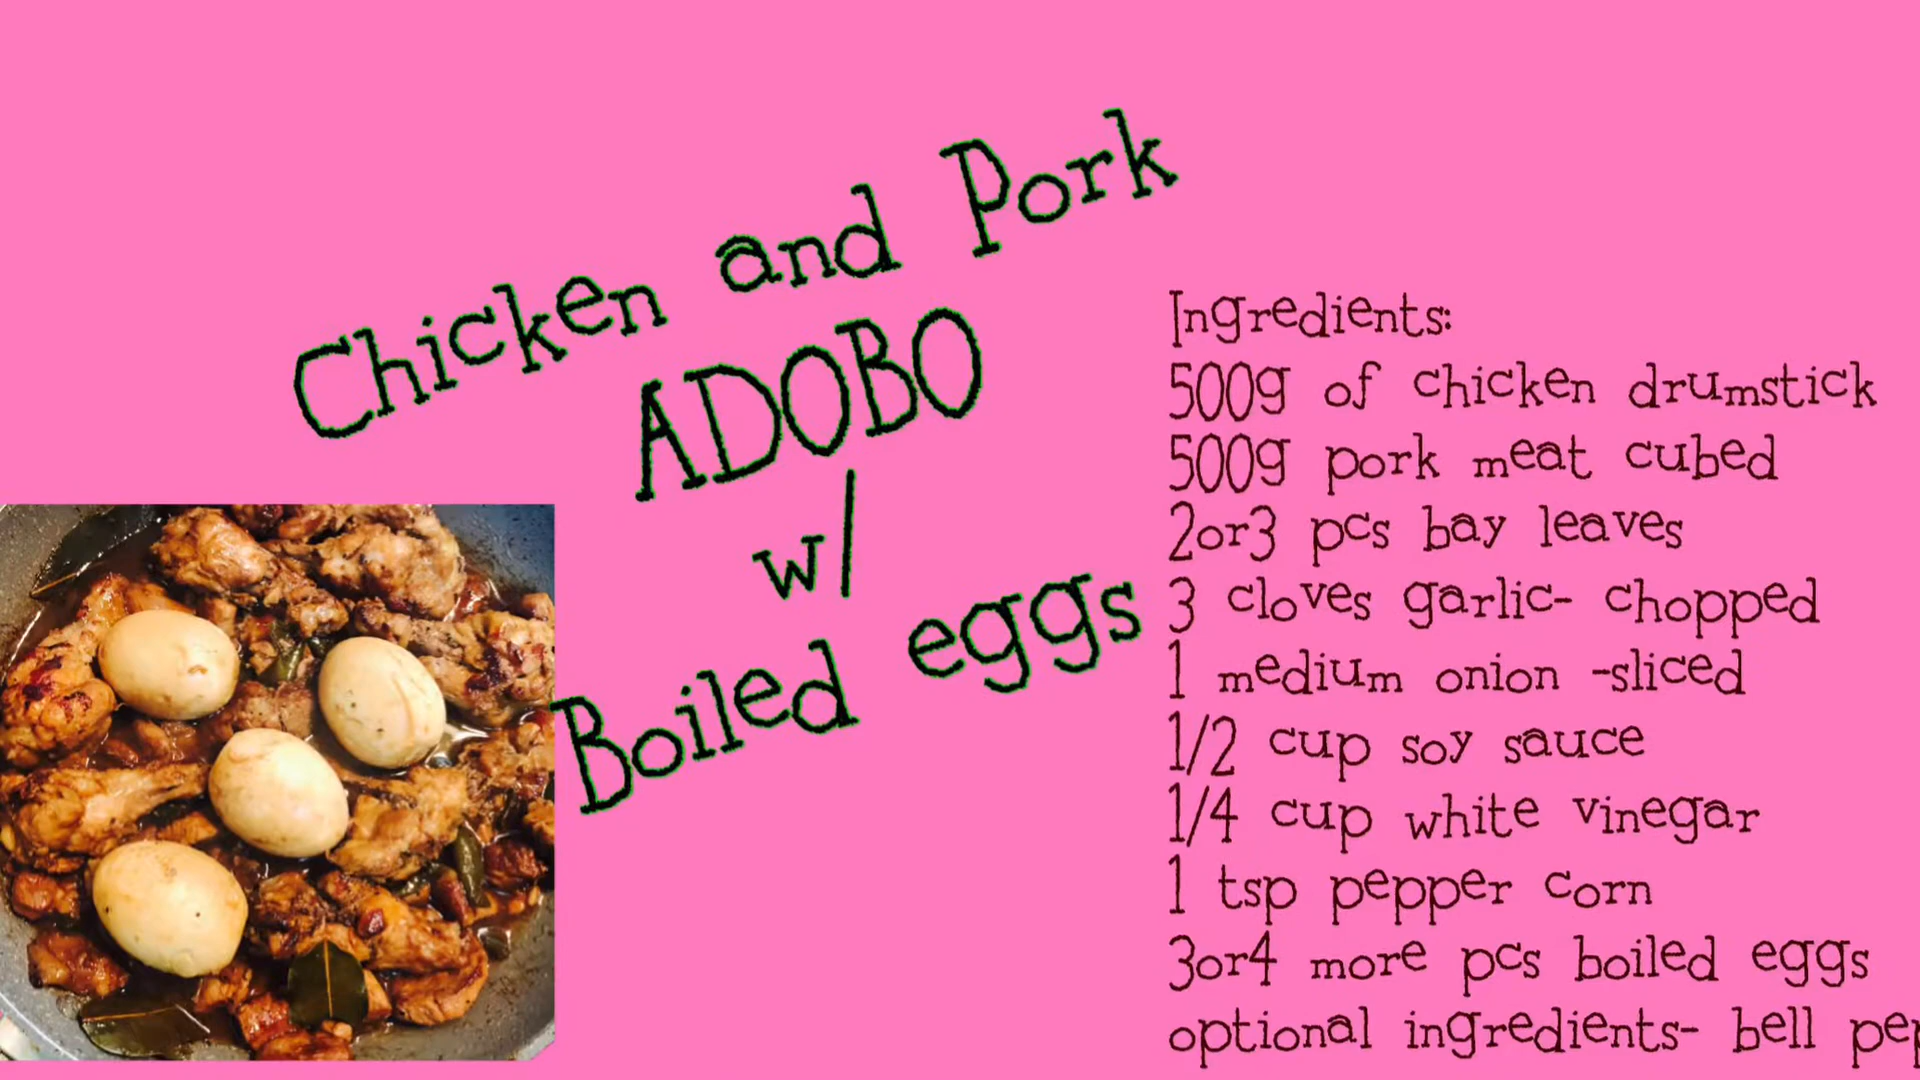 Chicken and Pork
ADOBO
w/
Boiled eggs
Ingredients:
500g of chicken drumstick
500g pork meat cubed
2or3 pcs bay leaves
3 cloves garlic- chopped
1 medium onion -sliced
1/2 cup soy sauce
1/4 cup white vinegar
1 tsp pepper corn
3or4 more pcs boiled eggs
optional ingredients- bell